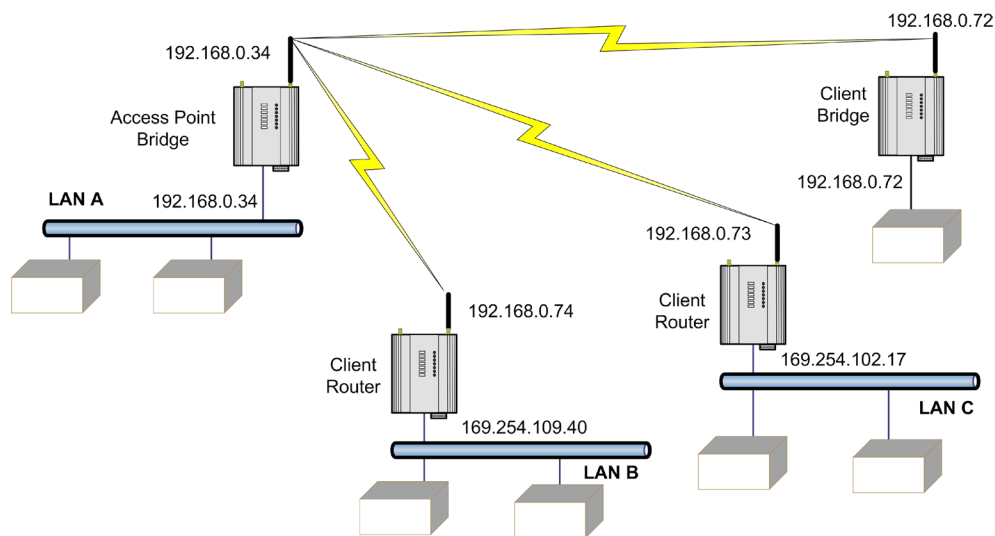 192.168.0.72
192.168.0.34
Access Point
Bridge
Client
Bridge
192.168.0.72
LAN A
192.168.0.34
192.168.0.73
Client
Router
192.168.0.74
Client
Router
169.254.102.17
LAN C
169.254.109.40
LAN B